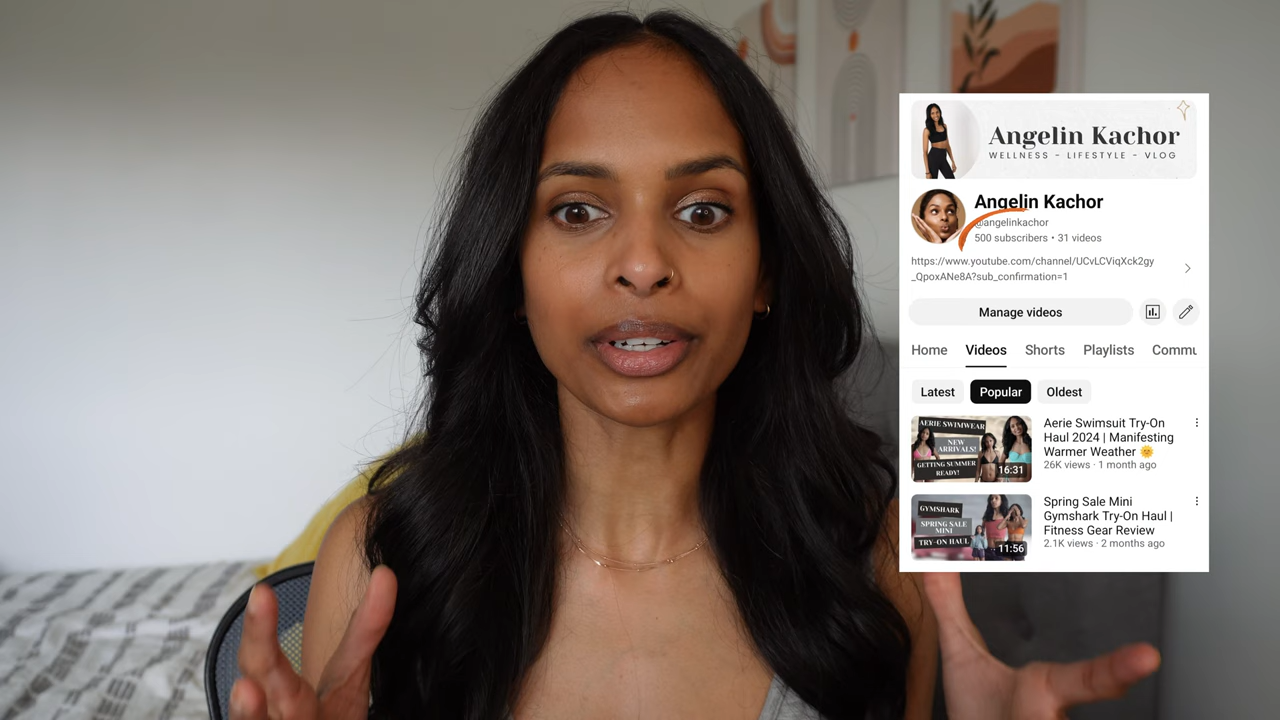 Angelin Kachor
WELLNESS - LIFESTYLE - VLOG
Angelin Kachor
@angelinkachor
500 subscribers • 31 videos
https://www.youtube.com/channel/UCvLCViqXck2gy
_QpoxANe8A?sub_confirmation=1
Manage videos
Home Videos Shorts Playlists Commu
Latest Popular Oldest
AERIE SWIMWEAR
NEW
ARRIVALS!
GETTING SUMMER
READY!
16:31
Aerie Swimsuit Try-On
Haul 2024 | Manifesting
Warmer Weather 🌞
26K views · 1 month ago
GYMSHARK
SPRING SALE
MINI
TRY-ON HAUL
11:56
Spring Sale Mini
Gymshark Try-On Haul |
Fitness Gear Review
2.1K views · 2 months ago